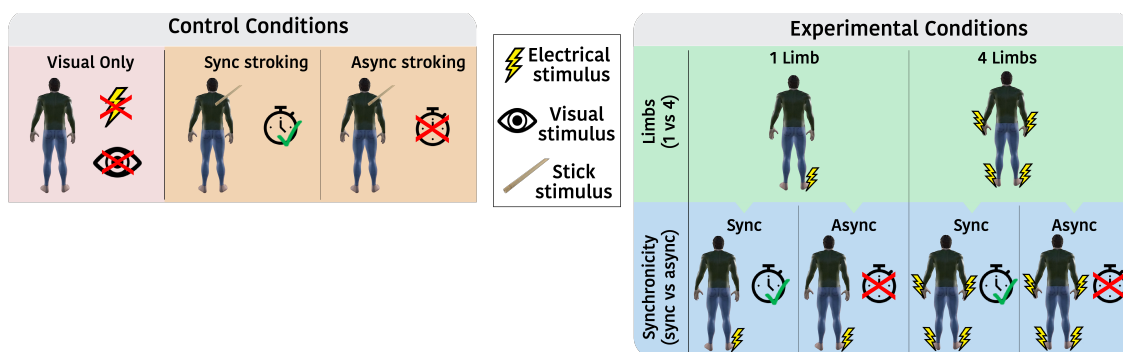 Control Conditions
Visual Only
Sync stroking
Async stroking
Electrical
stimulus
Visual
stimulus
Stick
stimulus
Experimental Conditions
Limbs
(1 vs 4)
1 Limb
4 Limbs
Synchronicity
(sync vs async)
Sync
Async
Sync
Async